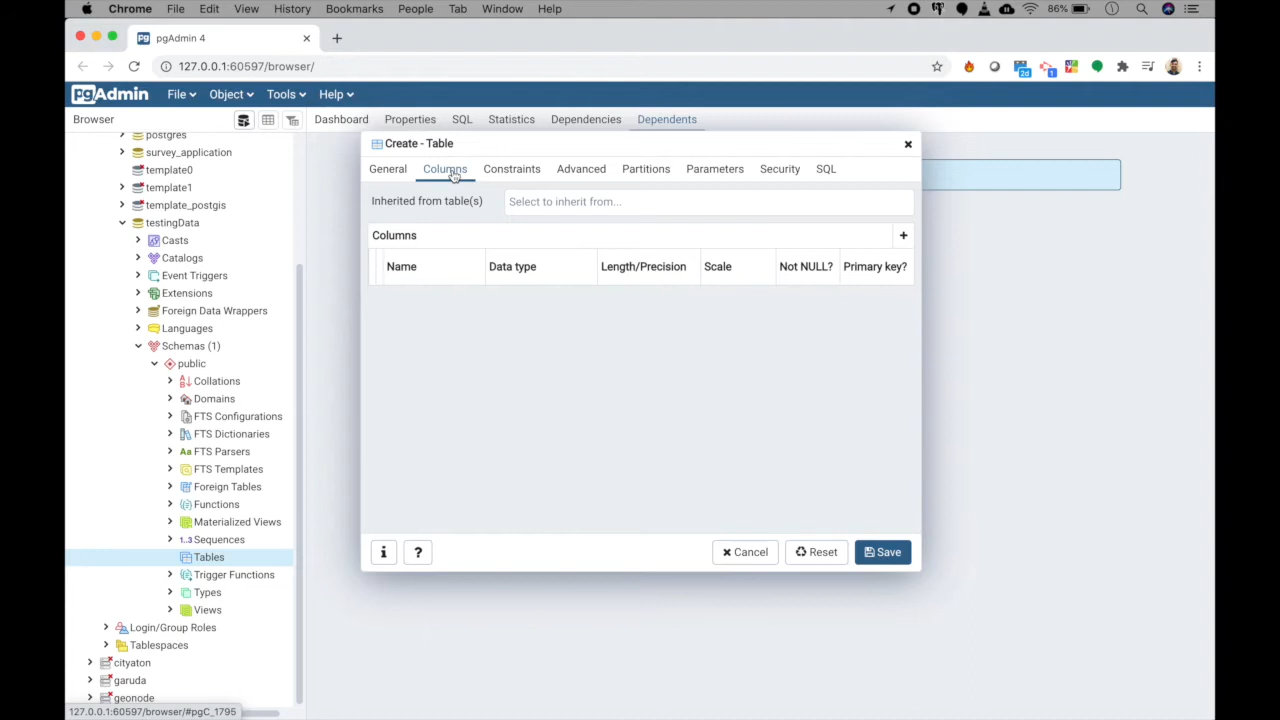 Chrome File Edit View History Bookmarks People Tab Window Help 86%
pgAdmin 4
127.0.0.1:60597/browser/
2d
1
pgAdmin File Object Tools Help
Browser
Dashboard Properties SQL Statistics Dependencies Dependents
postgres
survey_application
template0
template1
template_postgis
testingData
Casts
Catalogs
Event Triggers
Extensions
Foreign Data Wrappers
Languages
Schemas (1)
public
Collations
Domains
FTS Configurations
FTS Dictionaries
Aa FTS Parsers
FTS Templates
Foreign Tables
Functions
Materialized Views
1..3 Sequences
Tables
Trigger Functions
Types
Views
Login/Group Roles
Tablespaces
cityaton
garuda
geonode
127.0.0.1:60597/browser/#pgC_1795
Create - Table
General Columns Constraints Advanced Partitions Parameters Security SQL
Inherited from table(s) Select to inherit from...
Columns
Name Data type Length/Precision Scale Not NULL? Primary key?
i ? Cancel Reset Save